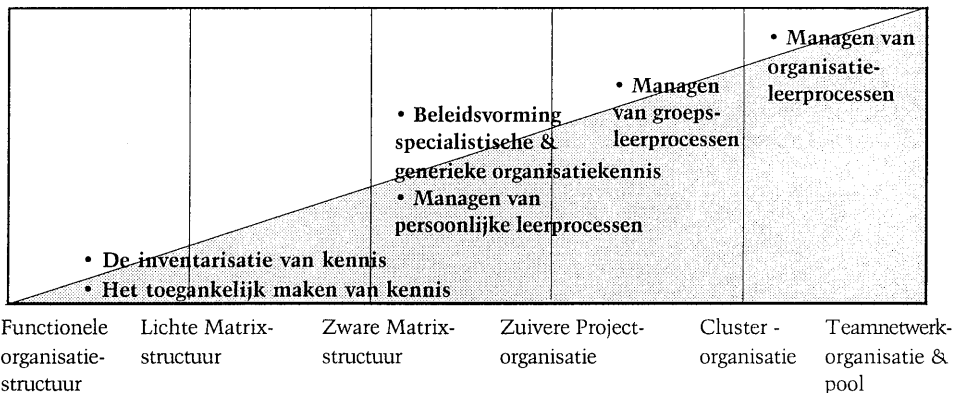 • Managen van
organisatie-
leerprocessen
• Managen
van groeps-
leerprocessen
• Beleidsvorming
specialistische &
generieke organisatiekennis
• Managen van
persoonlijke leerprocessen
• De inventarisatie van kennis
• Het toegankelijk maken van kennis
Functionele
organisatie-
structuur
Lichte Matrix-
structuur
Zware Matrix-
structuur
Zuivere Project-
organisatie
Cluster -
organisatie
Teamnetwerk-
organisatie &
pool